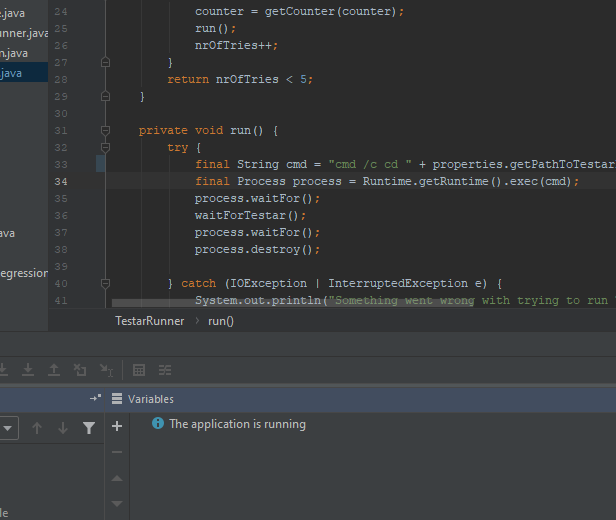 e.java
unner.java
n.java
.java
ava
egression
24 counter = getCounter(counter);
25 run();
26 nrOfTries++;
27 }
28 return nrOfTries < 5;
29 }
30
31 private void run() {
32 try {
33 final String cmd = "cmd /c cd " + properties.getPathToTestar
34 final Process process = Runtime.getRuntime().exec(cmd);
35 process.waitFor();
36 waitForTestar();
37 process.waitFor();
38 process.destroy();
39
40 } catch (IOException | InterruptedException e) {
41 System.out.println("Something went wrong with trying to run
TestarRunner > run()
Variables
The application is running
le